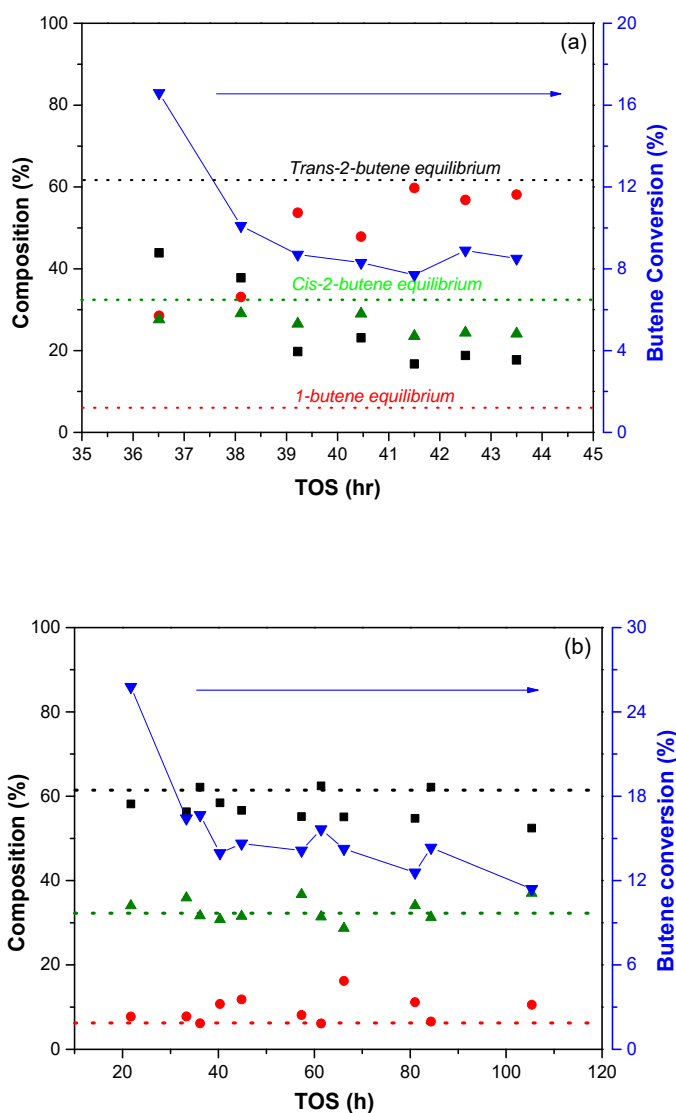 (a)
100
80
60
40
20
0
Composition (%)
Trans-2-butene equilibrium
Cis-2-butene equilibrium
1-butene equilibrium
20
16
12
8
4
0
Butene Conversion (%)
35 36 37 38 39 40 41 42 43 44 45
TOS (hr)
(b)
100
80
60
40
20
0
Composition (%)
30
24
18
12
6
0
Butene conversion (%)
20 40 60 80 100 120
TOS (h)